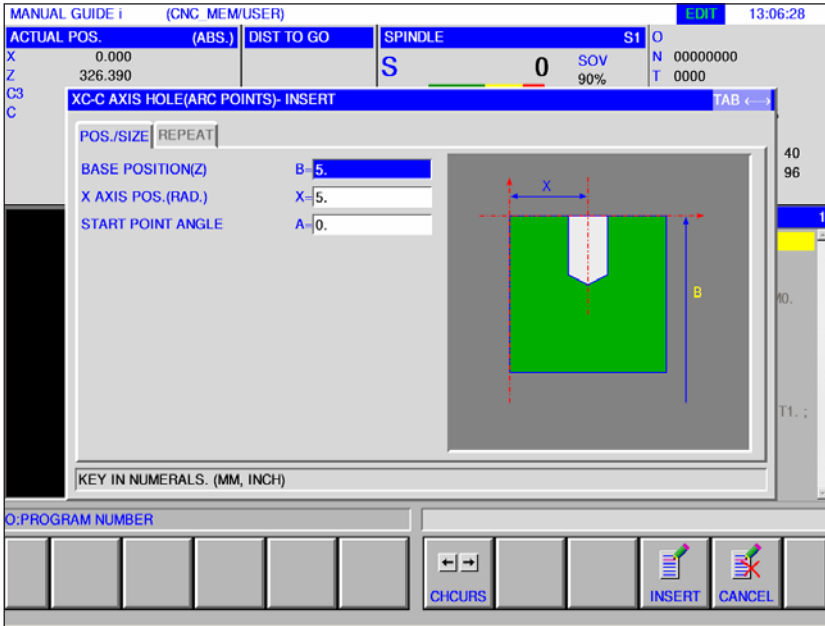 MANUAL GUIDE i (CNC_MEM/USER) EDIT 13:06:28
ACTUAL POS. (ABS.) DIST TO GO SPINDLE S1 O
X 0.000 N 00000000
Z 326.390 S 0 SOV 90% T 0000
C3
C
XC-C AXIS HOLE(ARC POINTS)- INSERT TAB <—>
POS./SIZE REPEAT
BASE POSITION(Z) B=5.
X AXIS POS.(RAD.) X=5.
START POINT ANGLE A=0.
X
B
40
96
1
M0.
T1. ;
KEY IN NUMERALS. (MM, INCH)
O:PROGRAM NUMBER
CHCURS INSERT CANCEL